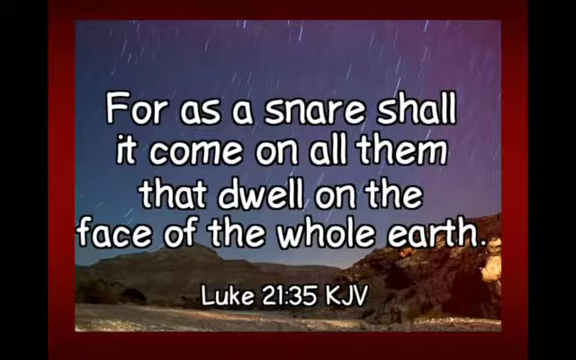 For as a snare shall
it come on all them
that dwell on the
face of the whole earth.
Luke 21:35 KJV